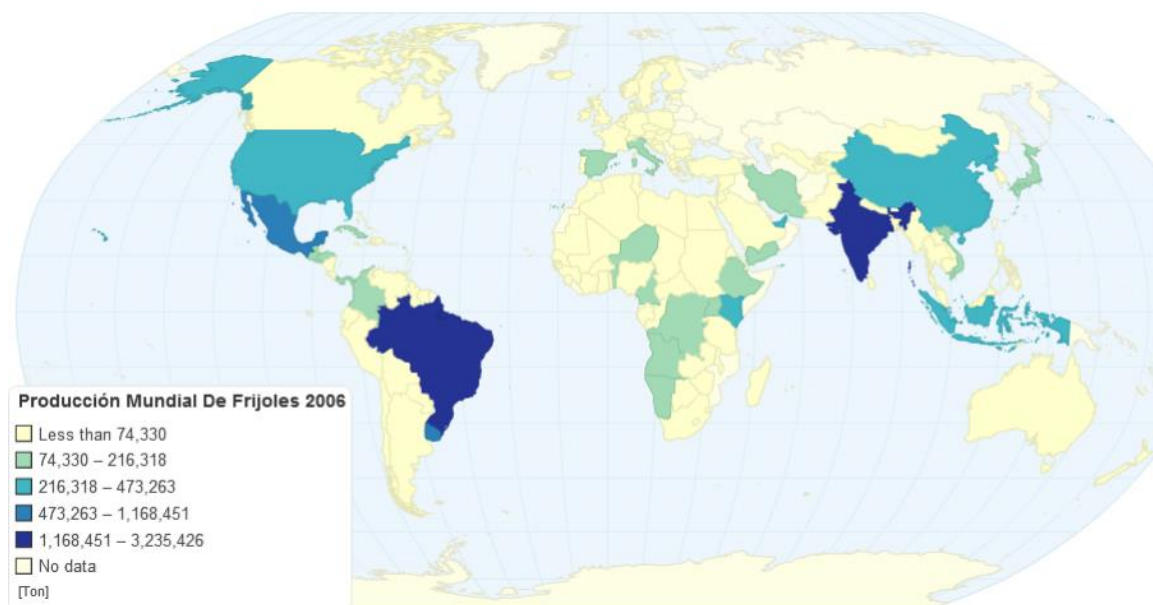 Producción Mundial De Frijoles 2006
Less than 74,330
74,330 – 216,318
216,318 – 473,263
473,263 – 1,168,451
1,168,451 – 3,235,426
No data
[Ton]